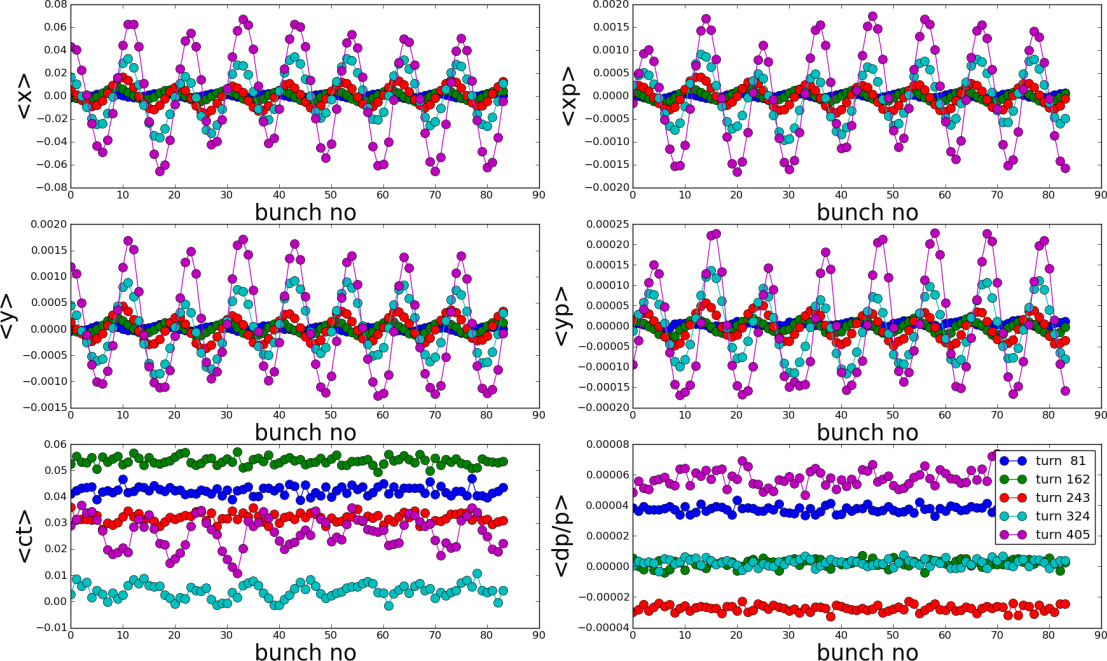 0.08
0.06
0.04
0.02
0.00
−0.02
−0.04
−0.06
−0.08
<x>
0 10 20 30 40 50 60 70 80 90
bunch no
0.0020
0.0015
0.0010
0.0005
0.0000
−0.0005
−0.0010
−0.0015
−0.0020
<xp>
0 10 20 30 40 50 60 70 80 90
bunch no
0.0020
0.0015
0.0010
0.0005
0.0000
−0.0005
−0.0010
−0.0015
<y>
0 10 20 30 40 50 60 70 80 90
bunch no
0.00025
0.00020
0.00015
0.00010
0.00005
0.00000
−0.00005
−0.00010
−0.00015
−0.00020
<yp>
0 10 20 30 40 50 60 70 80 90
bunch no
0.06
0.05
0.04
0.03
0.02
0.01
0.00
−0.01
<ct>
0 10 20 30 40 50 60 70 80 90
bunch no
0.00008
0.00006
0.00004
0.00002
0.00000
−0.00002
−0.00004
<dp/p>
0 10 20 30 40 50 60 70 80 90
bunch no
turn 81
turn 162
turn 243
turn 324
turn 405